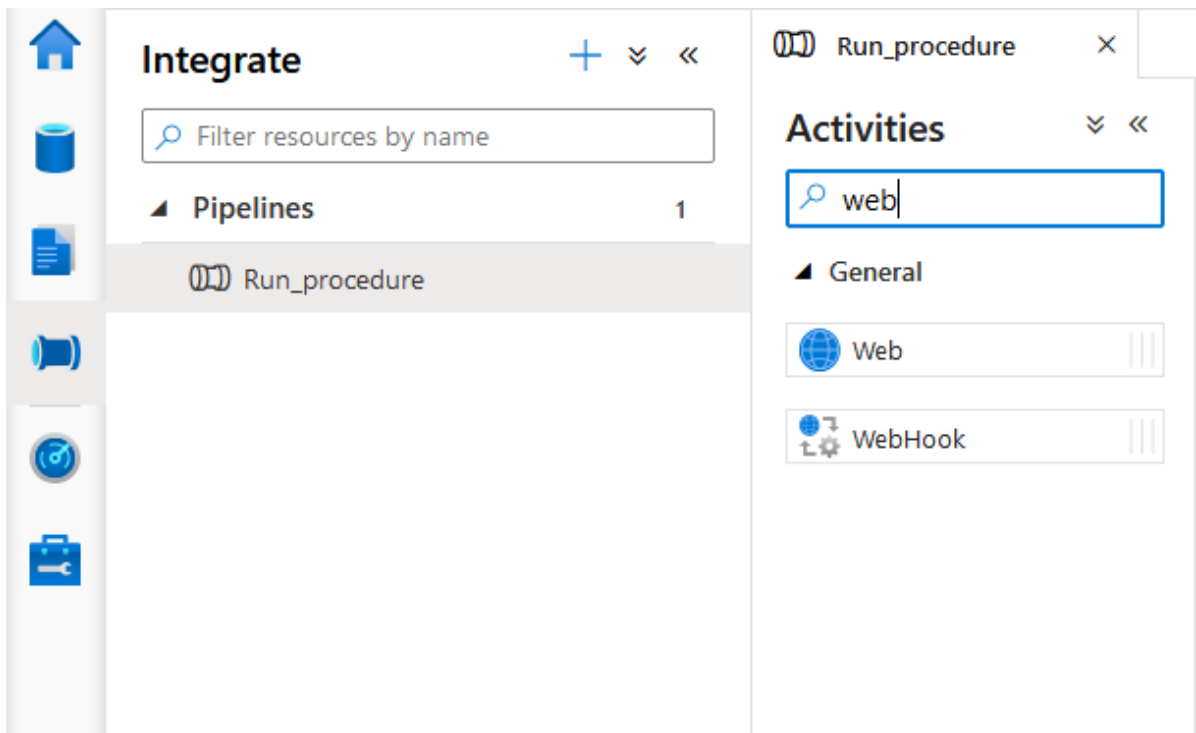 Integrate
Filter resources by name
Pipelines 1
Run_procedure
Run_procedure
Activities
web
General
Web
WebHook